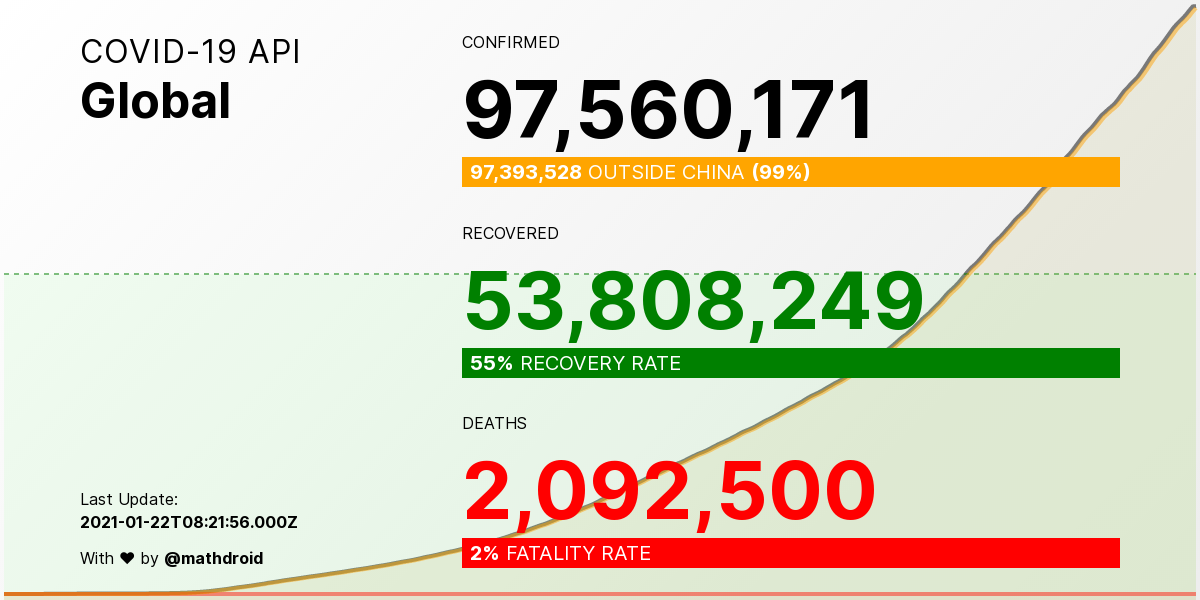 COVID-19 API
Global
CONFIRMED
97,560,171
97,393,528 OUTSIDE CHINA (99%)
RECOVERED
53,808,249
55% RECOVERY RATE
DEATHS
2,092,500
2% FATALITY RATE
Last Update:
2021-01-22T08:21:56.000Z
With ♥ by @mathdroid